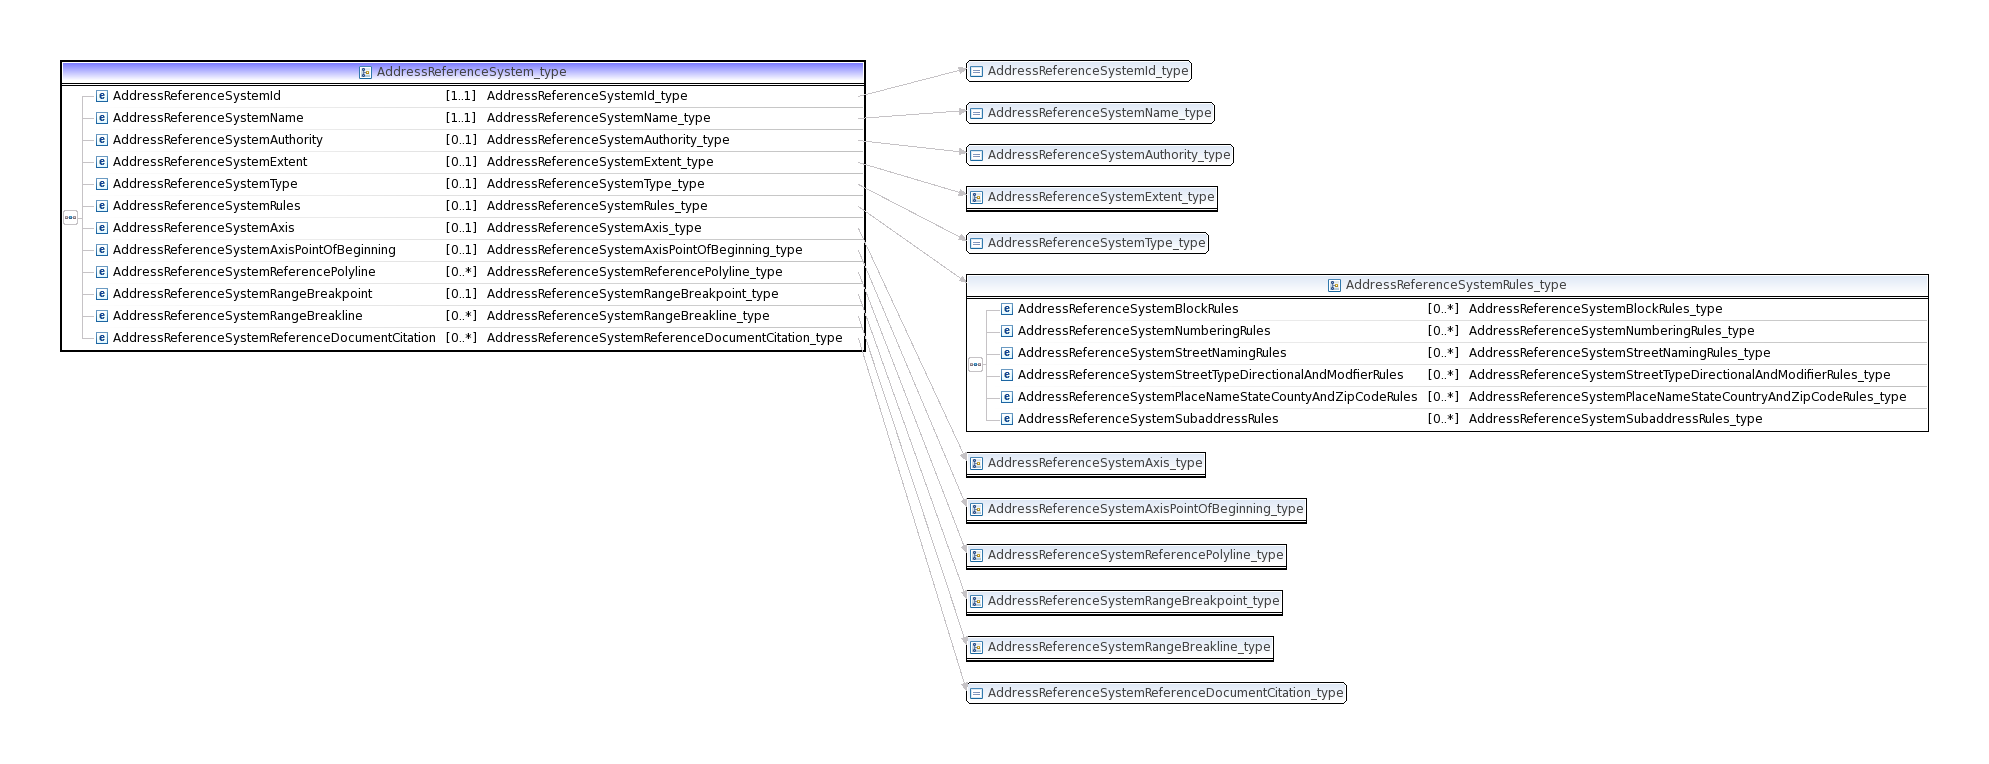 AddressReferenceSystem_type
AddressReferenceSystemId [1..1] AddressReferenceSystemId_type
AddressReferenceSystemName [1..1] AddressReferenceSystemName_type
AddressReferenceSystemAuthority [0..1] AddressReferenceSystemAuthority_type
AddressReferenceSystemExtent [0..1] AddressReferenceSystemExtent_type
AddressReferenceSystemType [0..1] AddressReferenceSystemType_type
AddressReferenceSystemRules [0..1] AddressReferenceSystemRules_type
AddressReferenceSystemAxis [0..1] AddressReferenceSystemAxis_type
AddressReferenceSystemAxisPointOfBeginning [0..1] AddressReferenceSystemAxisPointOfBeginning_type
AddressReferenceSystemReferencePolyline [0..*] AddressReferenceSystemReferencePolyline_type
AddressReferenceSystemRangeBreakpoint [0..1] AddressReferenceSystemRangeBreakpoint_type
AddressReferenceSystemRangeBreakline [0..*] AddressReferenceSystemRangeBreakline_type
AddressReferenceSystemReferenceDocumentCitation [0..*] AddressReferenceSystemReferenceDocumentCitation_type
AddressReferenceSystemId_type
AddressReferenceSystemName_type
AddressReferenceSystemAuthority_type
AddressReferenceSystemExtent_type
AddressReferenceSystemType_type
AddressReferenceSystemRules_type
AddressReferenceSystemBlockRules [0..*] AddressReferenceSystemBlockRules_type
AddressReferenceSystemNumberingRules [0..*] AddressReferenceSystemNumberingRules_type
AddressReferenceSystemStreetNamingRules [0..*] AddressReferenceSystemStreetNamingRules_type
AddressReferenceSystemStreetTypeDirectionalAndModfierRules [0..*] AddressReferenceSystemStreetTypeDirectionalAndModifierRules_type
AddressReferenceSystemPlaceNameStateCountyAndZipCodeRules [0..*] AddressReferenceSystemPlaceNameStateCountryAndZipCodeRules_type
AddressReferenceSystemSubaddressRules [0..*] AddressReferenceSystemSubaddressRules_type
AddressReferenceSystemAxis_type
AddressReferenceSystemAxisPointOfBeginning_type
AddressReferenceSystemReferencePolyline_type
AddressReferenceSystemRangeBreakpoint_type
AddressReferenceSystemRangeBreakline_type
AddressReferenceSystemReferenceDocumentCitation_type